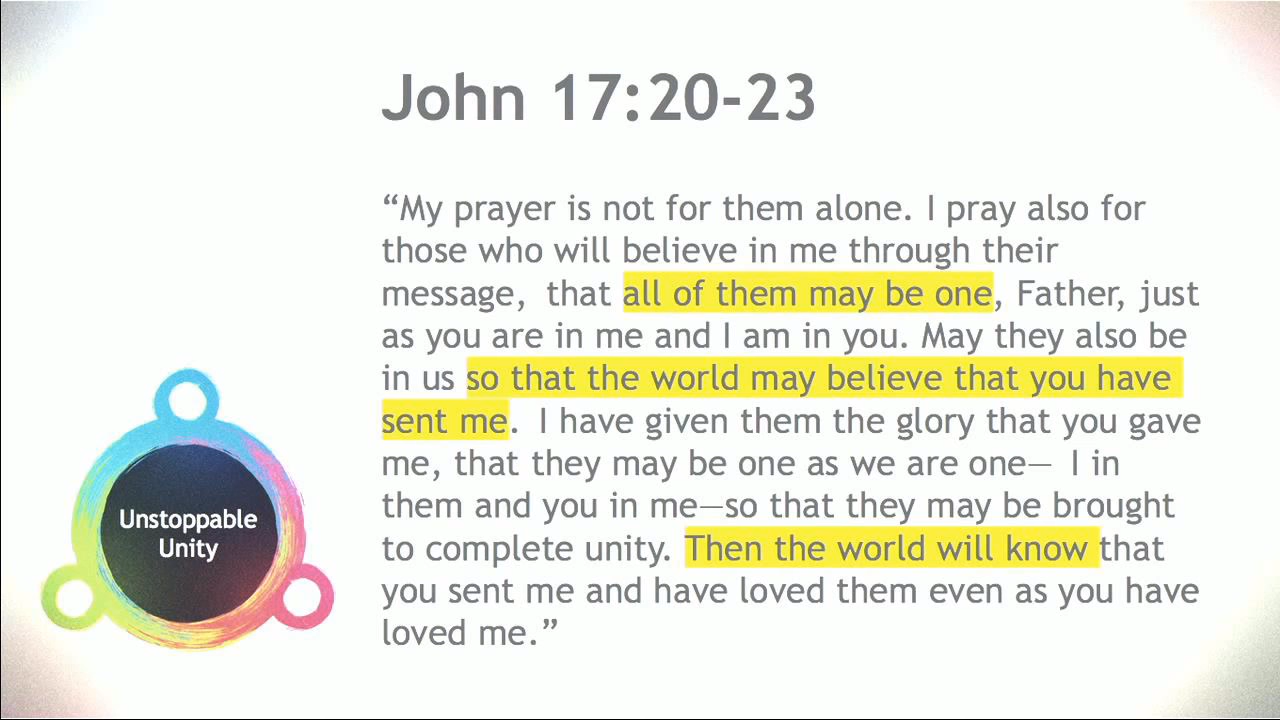 John 17:20-23
“My prayer is not for them alone. I pray also for
those who will believe in me through their
message, that all of them may be one, Father, just
as you are in me and I am in you. May they also be
in us so that the world may believe that you have
sent me. I have given them the glory that you gave
me, that they may be one as we are one— I in
them and you in me—so that they may be brought
to complete unity. Then the world will know that
you sent me and have loved them even as you have
loved me.”
Unstoppable
Unity